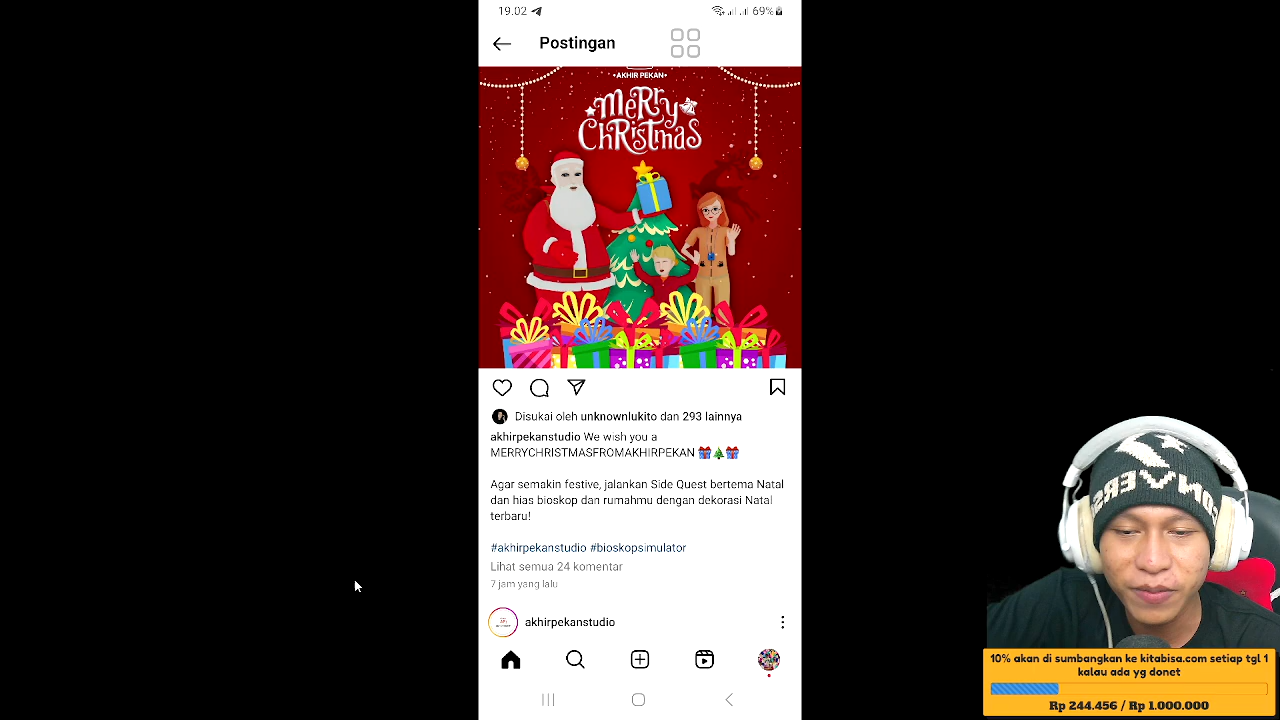 19.02
69%
Postingan
•AKHIR PEKAN•
MeRRy
ChRistmas
Disukai oleh unknownlukito dan 293 lainnya
akhirpekanstudio We wish you a
MERRYCHRISTMASFROMAKHIRPEKAN 🎁🎄🎁
Agar semakin festive, jalankan Side Quest bertema Natal
dan hias bioskop dan rumahmu dengan dekorasi Natal
terbaru!
#akhirpekanstudio #bioskopsimulator
Lihat semua 24 komentar
7 jam yang lalu
akhirpekanstudio
CONVERS
10% akan di sumbangkan ke kitabisa.com setiap tgl 1
kalau ada yg donet
Rp 244.456 / Rp 1.000.000